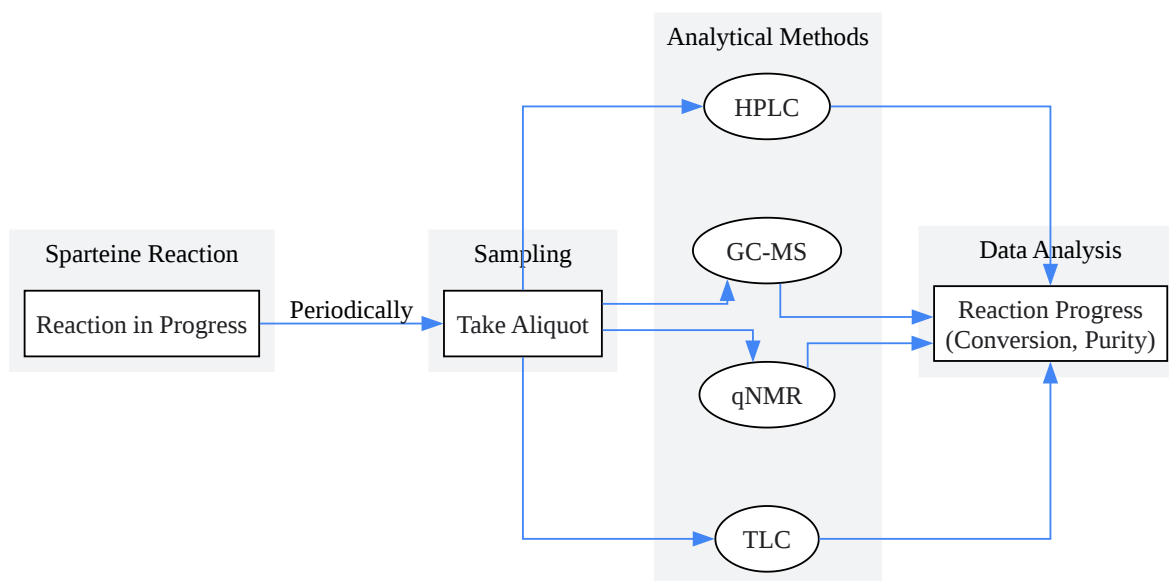 Analytical Methods
HPLC
Sparteine Reaction
Reaction in Progress
Periodically
Sampling
Take Aliquot
GC-MS
qNMR
Data Analysis
Reaction Progress
(Conversion, Purity)
TLC